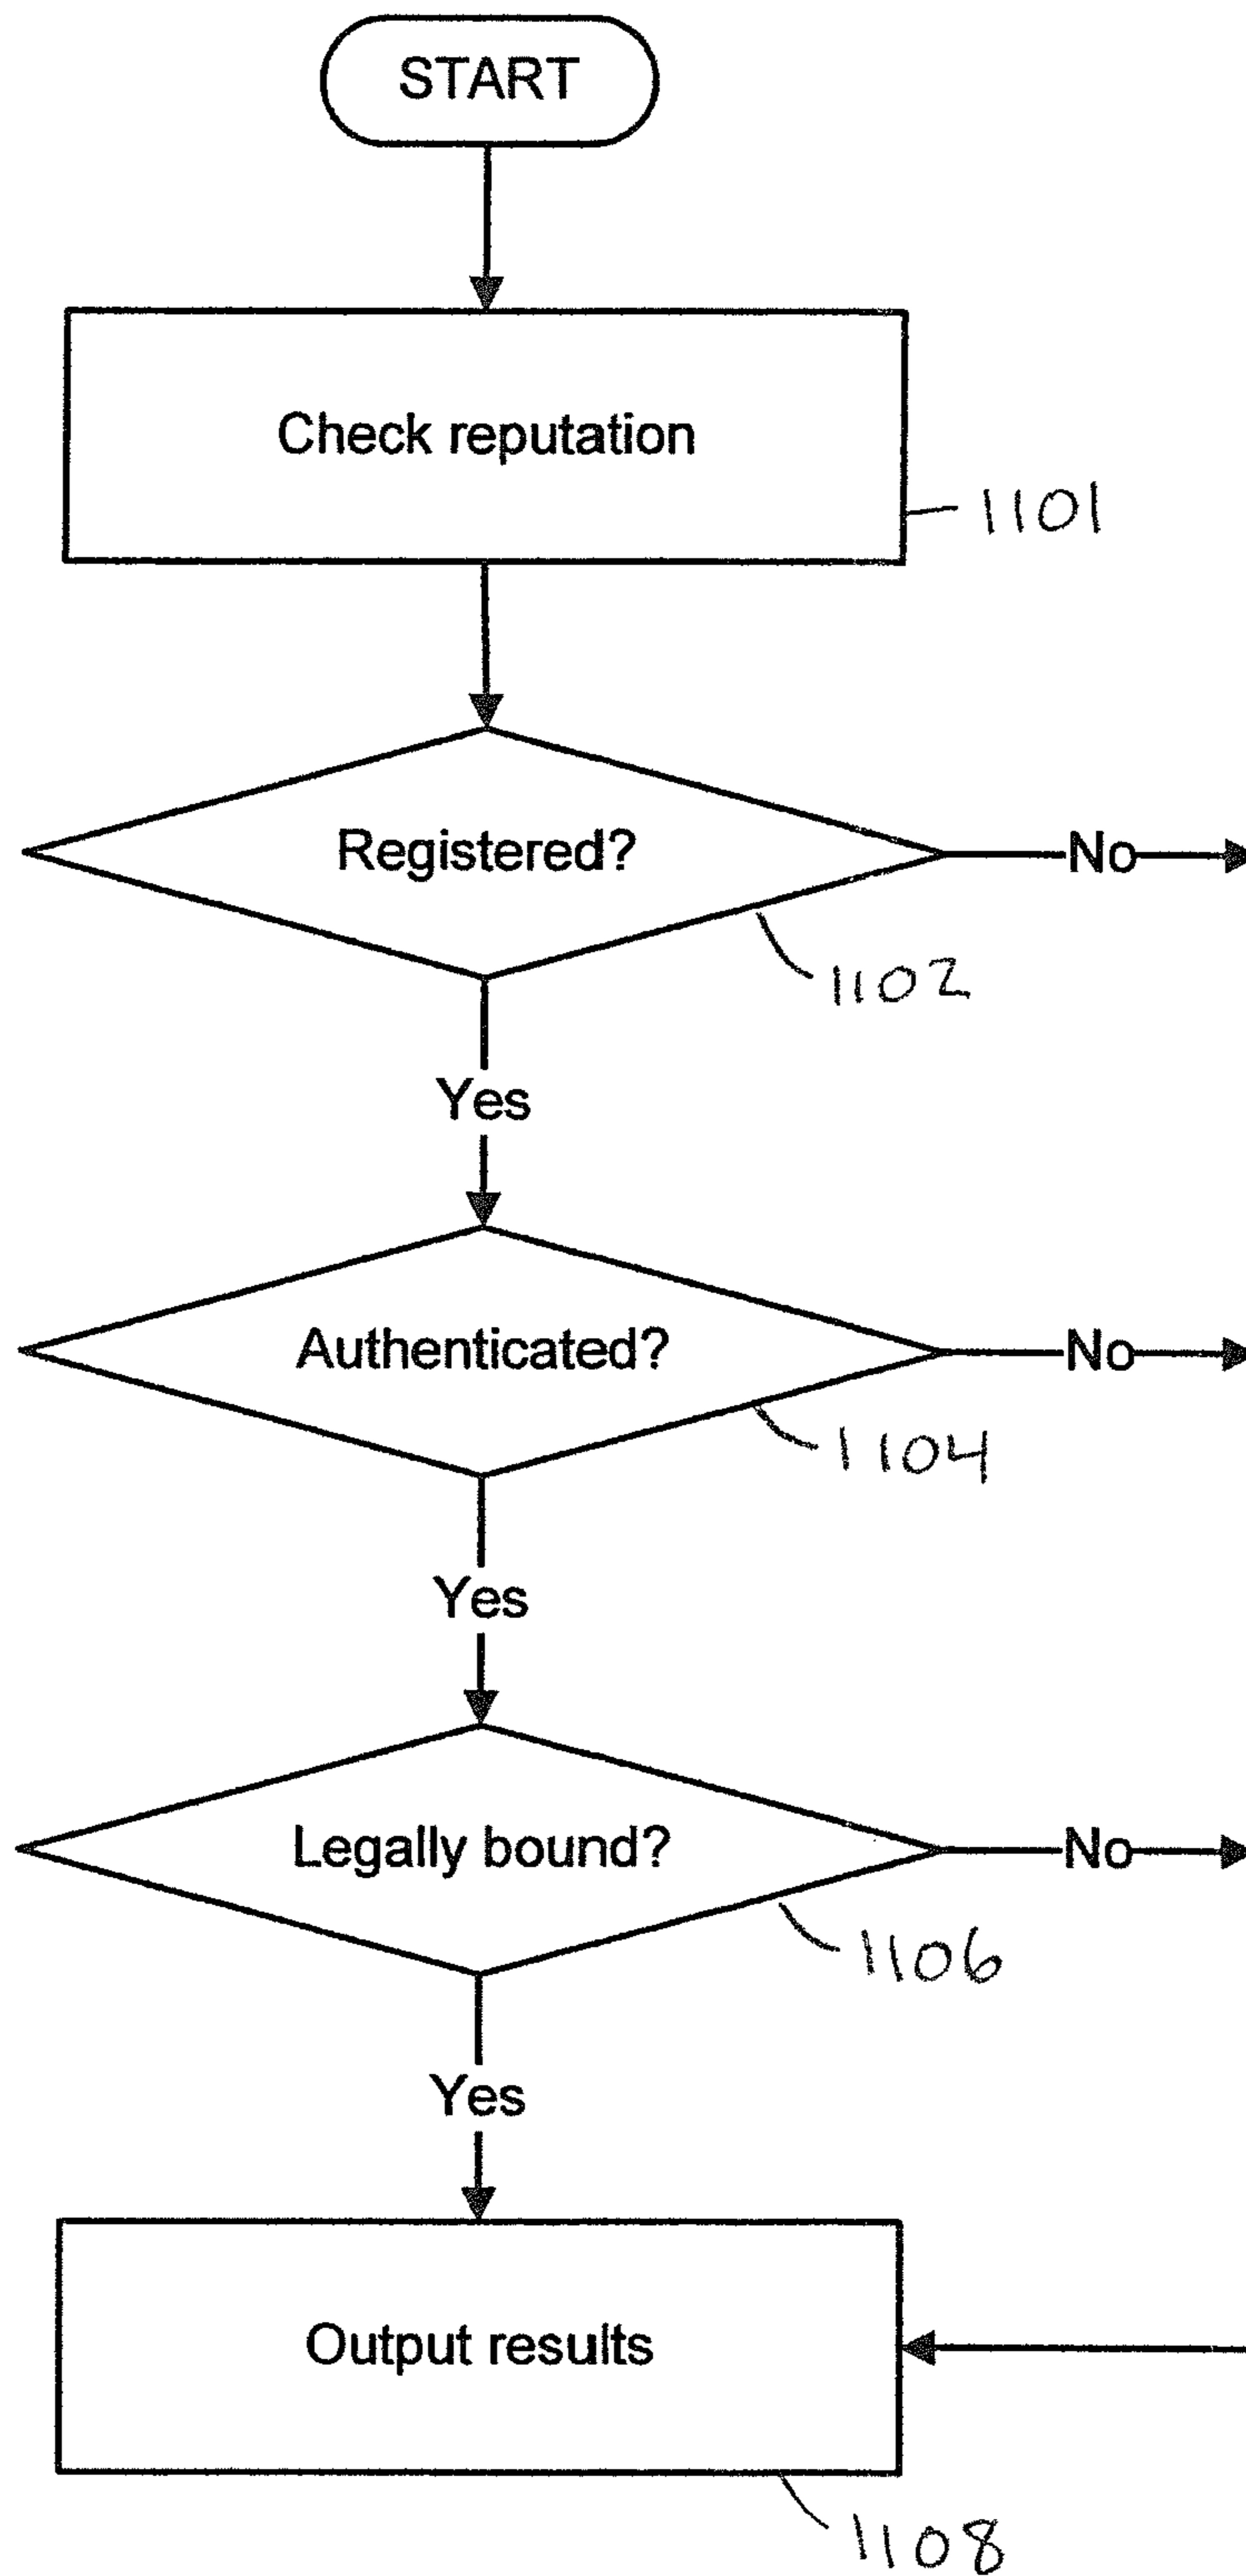 START
Check reputation
1101
Registered?
No
1102
Yes
Authenticated?
No
1104
Yes
Legally bound?
No
1106
Yes
Output results
1108